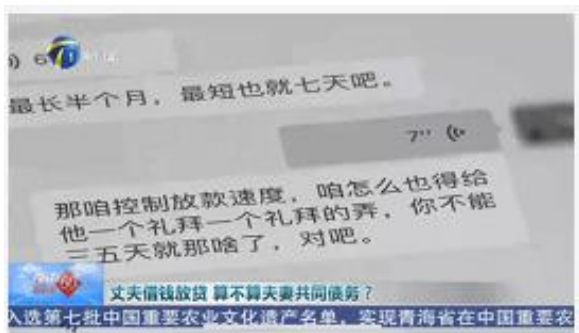 最长半个月，最短也就七天吧。
7"
那咱控制放款速度，咱怎么也得给
他一个礼拜一个礼拜的弄，你不能
三五天就那啥了，对吧。
丈夫借钱放贷 算不算夫妻共同债务？
入选第七批中国重要农业文化遗产名单，实现青海省在中国重要农